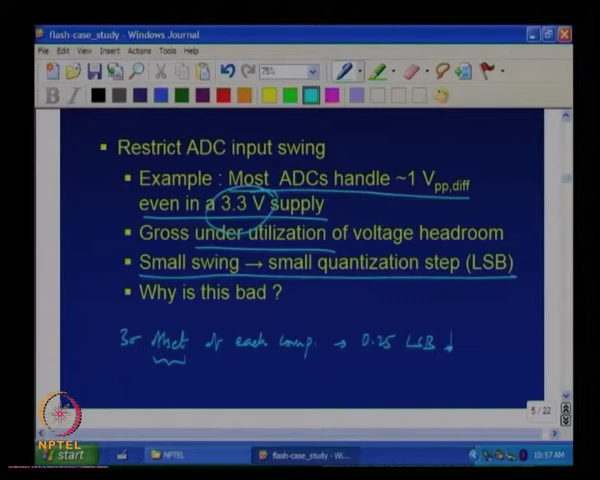 flash-case_study - Windows Journal
File Edit View Insert Actions Tools Help
75%
B I
Restrict ADC input swing
Example : Most ADCs handle ~1 Vpp,diff
even in a 3.3 V supply
Gross under utilization of voltage headroom
Small swing → small quantization step (LSB)
Why is this bad ?
3σ offset of each comp. → 0.25 LSB ↓
5 / 22
NPTEL
start NPTEL flash-case_study - Wi... 10:57 AM